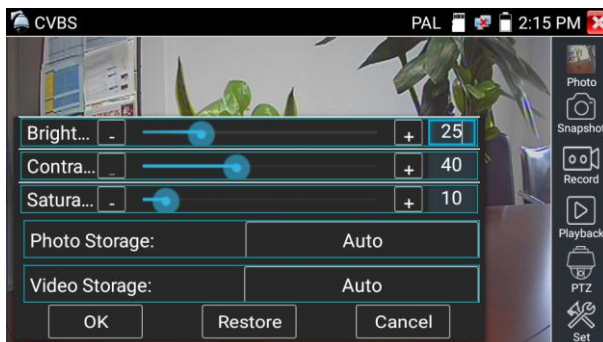 CVBS PAL 2:15 PM
Photo
Snapshot
Record
Playback
PTZ
Set
Bright... - + 25
Contra... - + 40
Satura... - + 10
Photo Storage: Auto
Video Storage: Auto
OK Restore Cancel